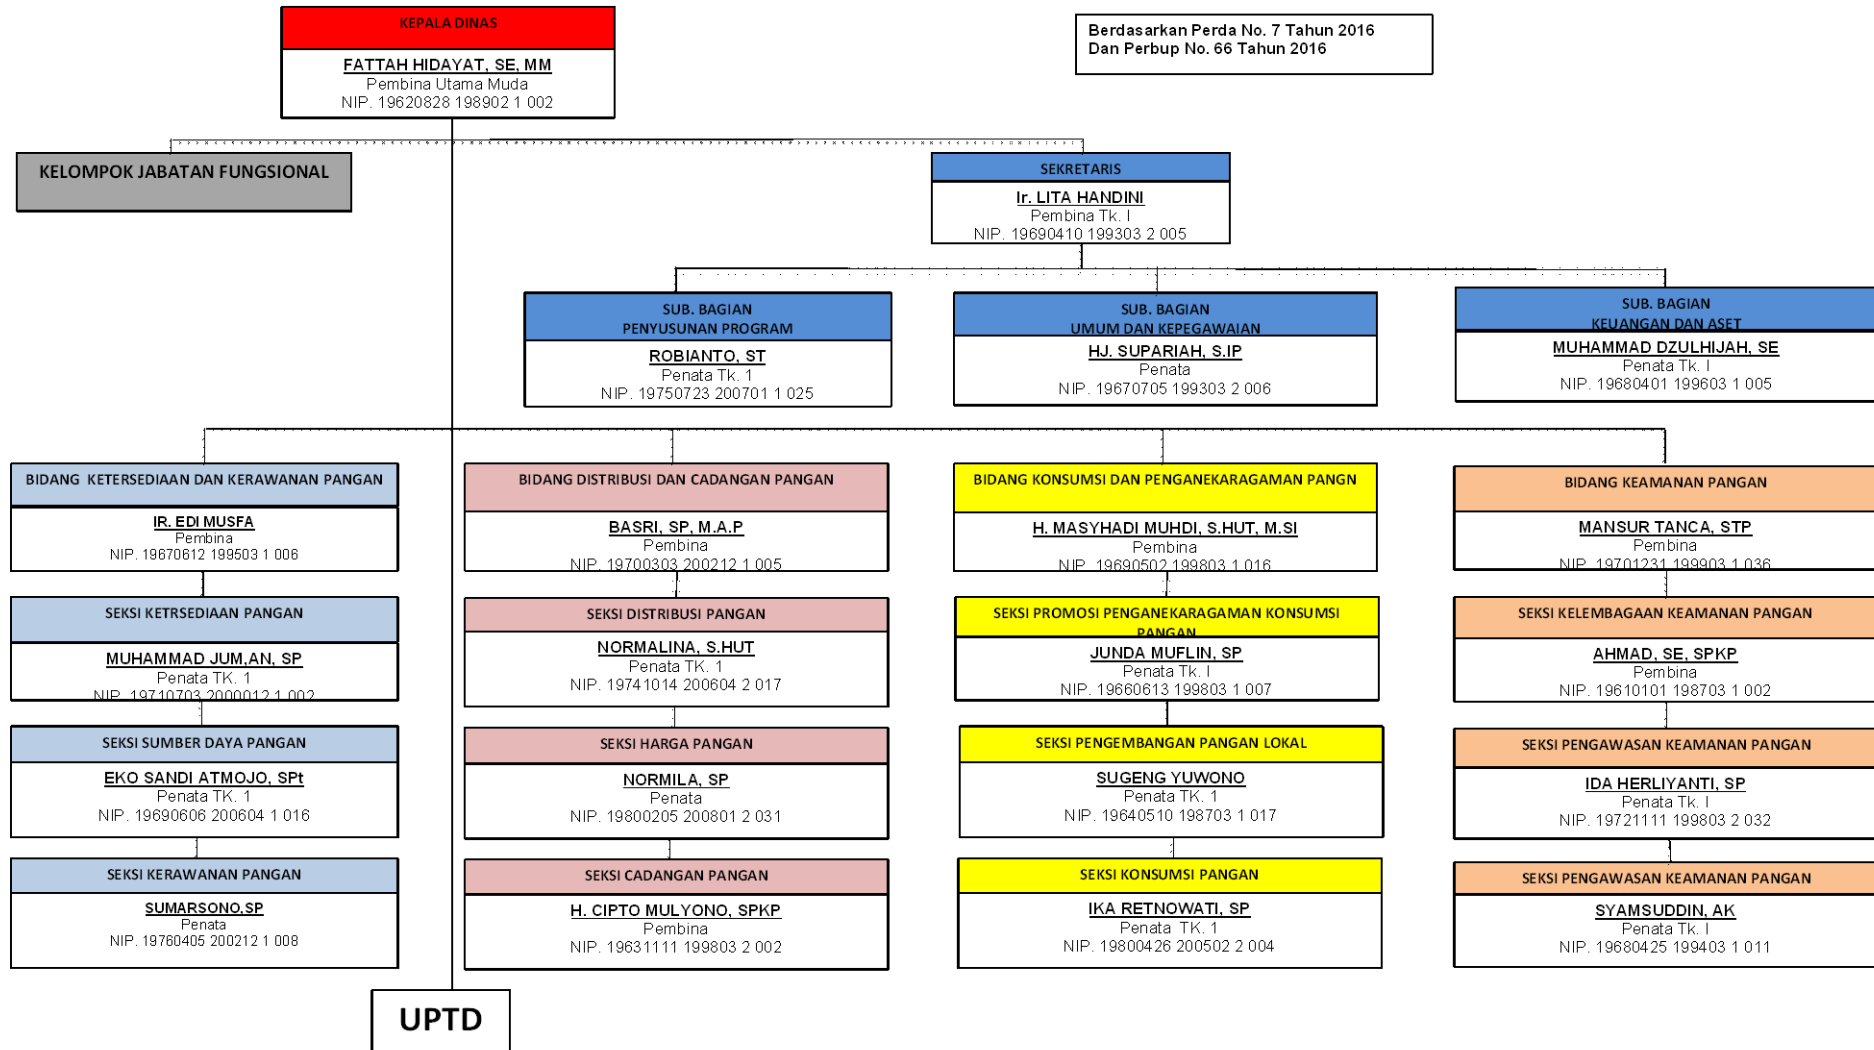 KEPALA DINAS
FATTAH HIDAYAT, SE, MM
Pembina Utama Muda
NIP. 19620828 198902 1 002
Berdasarkan Perda No. 7 Tahun 2016
Dan Perbup No. 66 Tahun 2016
KELOMPOK JABATAN FUNGSIONAL
SEKRETARIS
Ir. LITA HANDINI
Pembina Tk. I
NIP. 19690410 199303 2 005
SUB. BAGIAN
PENYUSUNAN PROGRAM
ROBIANTO, ST
Penata Tk. 1
NIP. 19750723 200701 1 025
SUB. BAGIAN
UMUM DAN KEPEGAWAIAN
HJ. SUPARIAH, S.IP
Penata
NIP. 19670705 199303 2 006
SUB. BAGIAN
KEUANGAN DAN ASET
MUHAMMAD DZULHIJAH, SE
Penata Tk. I
NIP. 19680401 199603 1 005
BIDANG KETERSEDIAAN DAN KERAWANAN PANGAN
IR. EDI MUSFA
Pembina
NIP. 19670612 199503 1 006
SEKSI KETRSEDIAAN PANGAN
MUHAMMAD JUM,AN, SP
Penata TK. 1
NIP. 19710703 2000012 1 002
SEKSI SUMBER DAYA PANGAN
EKO SANDI ATMOJO, SPt
Penata TK. 1
NIP. 19690606 200604 1 016
SEKSI KERAWANAN PANGAN
SUMARSONO,SP
Penata
NIP. 19760405 200212 1 008
BIDANG DISTRIBUSI DAN CADANGAN PANGAN
BASRI, SP, M.A.P
Pembina
NIP. 19700303 200212 1 005
SEKSI DISTRIBUSI PANGAN
NORMALINA, S.HUT
Penata TK. 1
NIP. 19741014 200604 2 017
SEKSI HARGA PANGAN
NORMILA, SP
Penata
NIP. 19800205 200801 2 031
SEKSI CADANGAN PANGAN
H. CIPTO MULYONO, SPKP
Pembina
NIP. 19631111 199803 2 002
BIDANG KONSUMSI DAN PENGANEKARAGAMAN PANGN
H. MASYHADI MUHDI, S.HUT, M.SI
Pembina
NIP. 19690502 199803 1 016
SEKSI PROMOSI PENGANEKARAGAMAN KONSUMSI
PANGAN
JUNDA MUFLIN, SP
Penata Tk. I
NIP. 19660613 199803 1 007
SEKSI PENGEMBANGAN PANGAN LOKAL
SUGENG YUWONO
Penata TK. 1
NIP. 19640510 198703 1 017
SEKSI KONSUMSI PANGAN
IKA RETNOWATI, SP
Penata TK. 1
NIP. 19800426 200502 2 004
BIDANG KEAMANAN PANGAN
MANSUR TANCA, STP
Pembina
NIP. 19701231 199903 1 036
SEKSI KELEMBAGAAN KEAMANAN PANGAN
AHMAD, SE, SPKP
Pembina
NIP. 19610101 198703 1 002
SEKSI PENGAWASAN KEAMANAN PANGAN
IDA HERLIYANTI, SP
Penata Tk. I
NIP. 19721111 199803 2 032
SEKSI PENGAWASAN KEAMANAN PANGAN
SYAMSUDDIN, AK
Penata Tk. I
NIP. 19680425 199403 1 011
UPTD